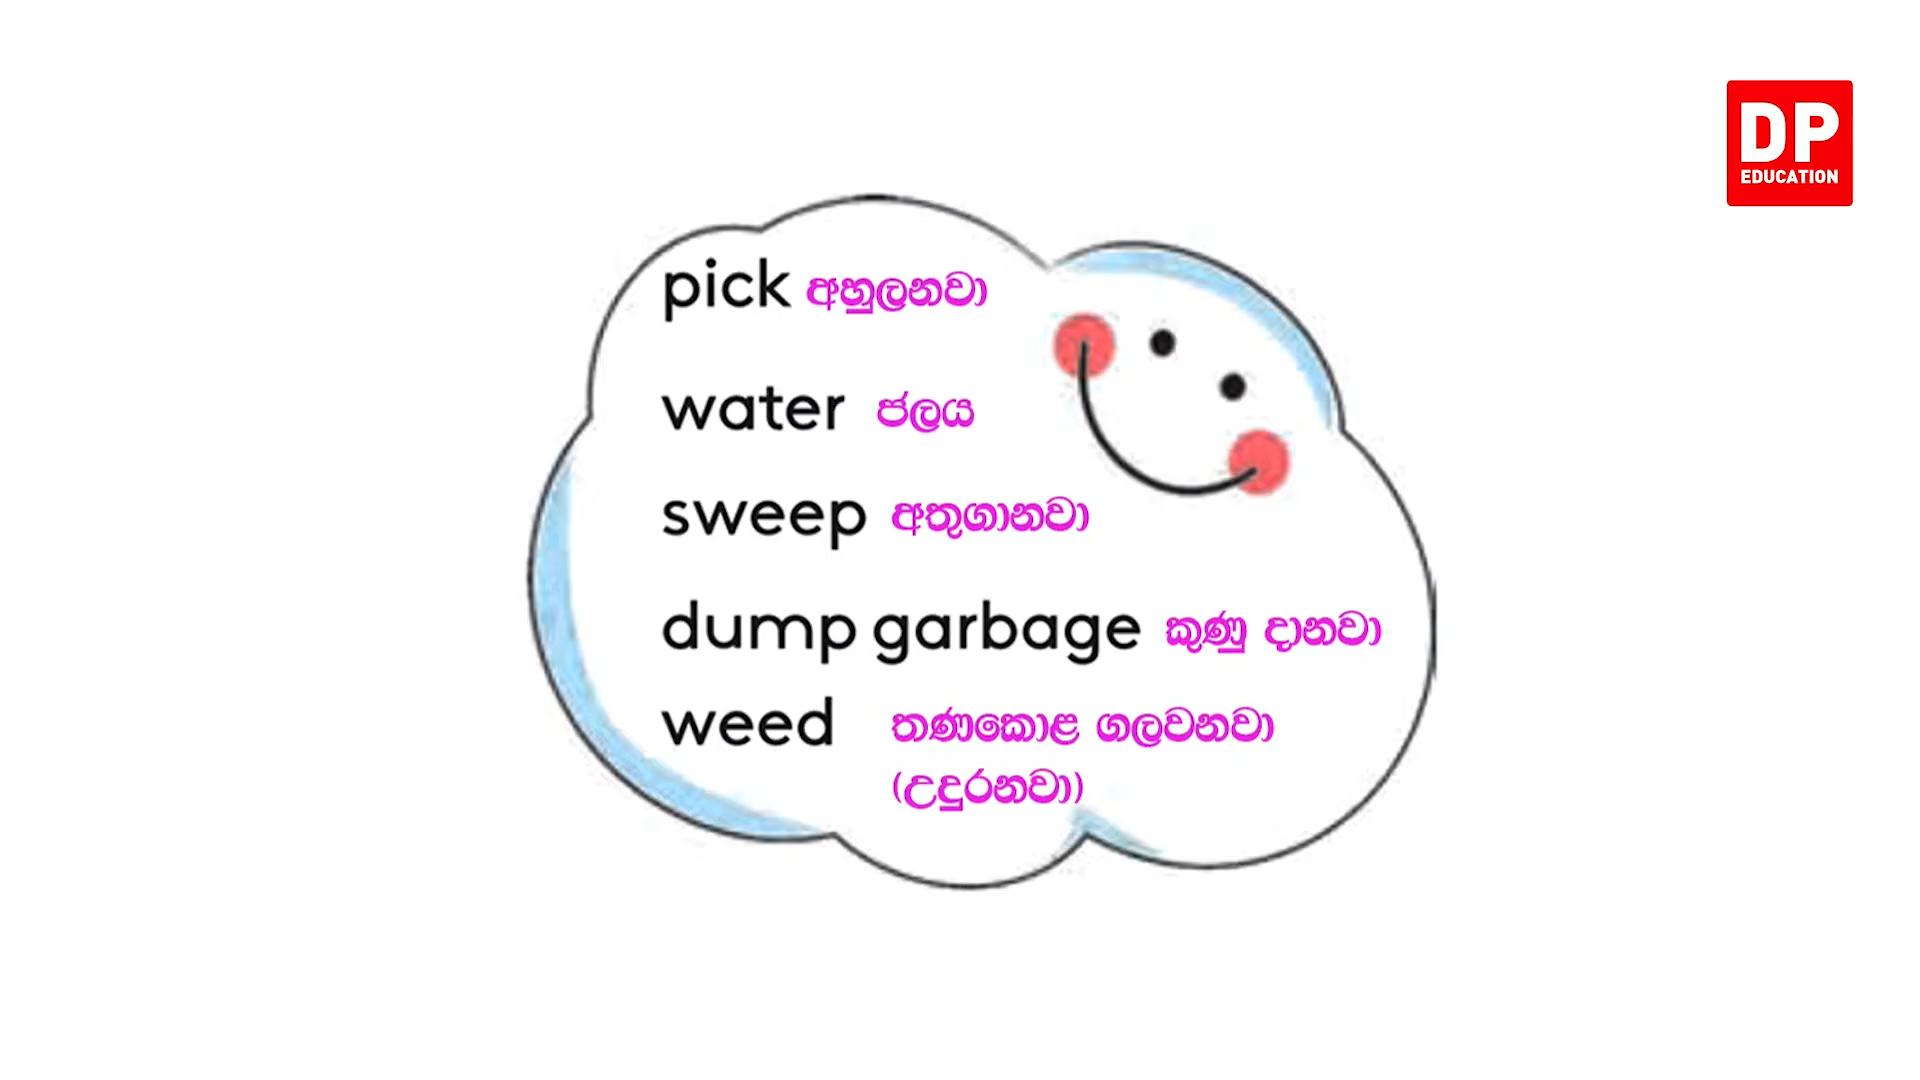 DP
EDUCATION
pick අහුලනවා
water ජලය
sweep අතුගානවා
dump garbage කුණු දානවා
weed තණකොළ ගලවනවා
(උදුරනවා)